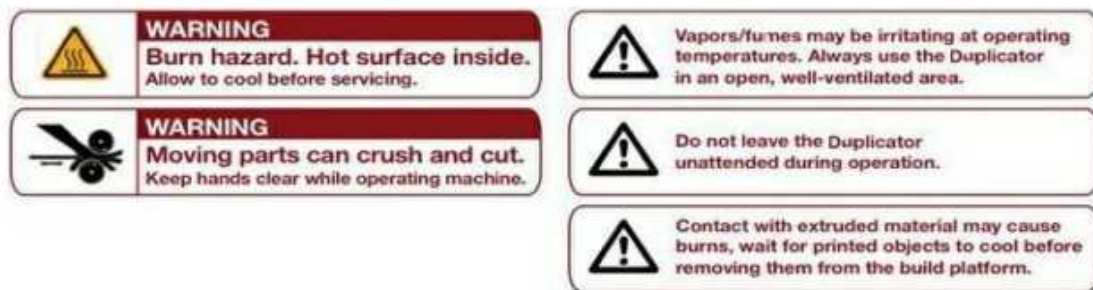 WARNING
Burn hazard. Hot surface inside.
Allow to cool before servicing.
WARNING
Moving parts can crush and cut.
Keep hands clear while operating machine.
Vapors/fumes may be irritating at operating
temperatures. Always use the Duplicator
in an open, well-ventilated area.
Do not leave the Duplicator
unattended during operation.
Contact with extruded material may cause
burns, wait for printed objects to cool before
removing them from the build platform.